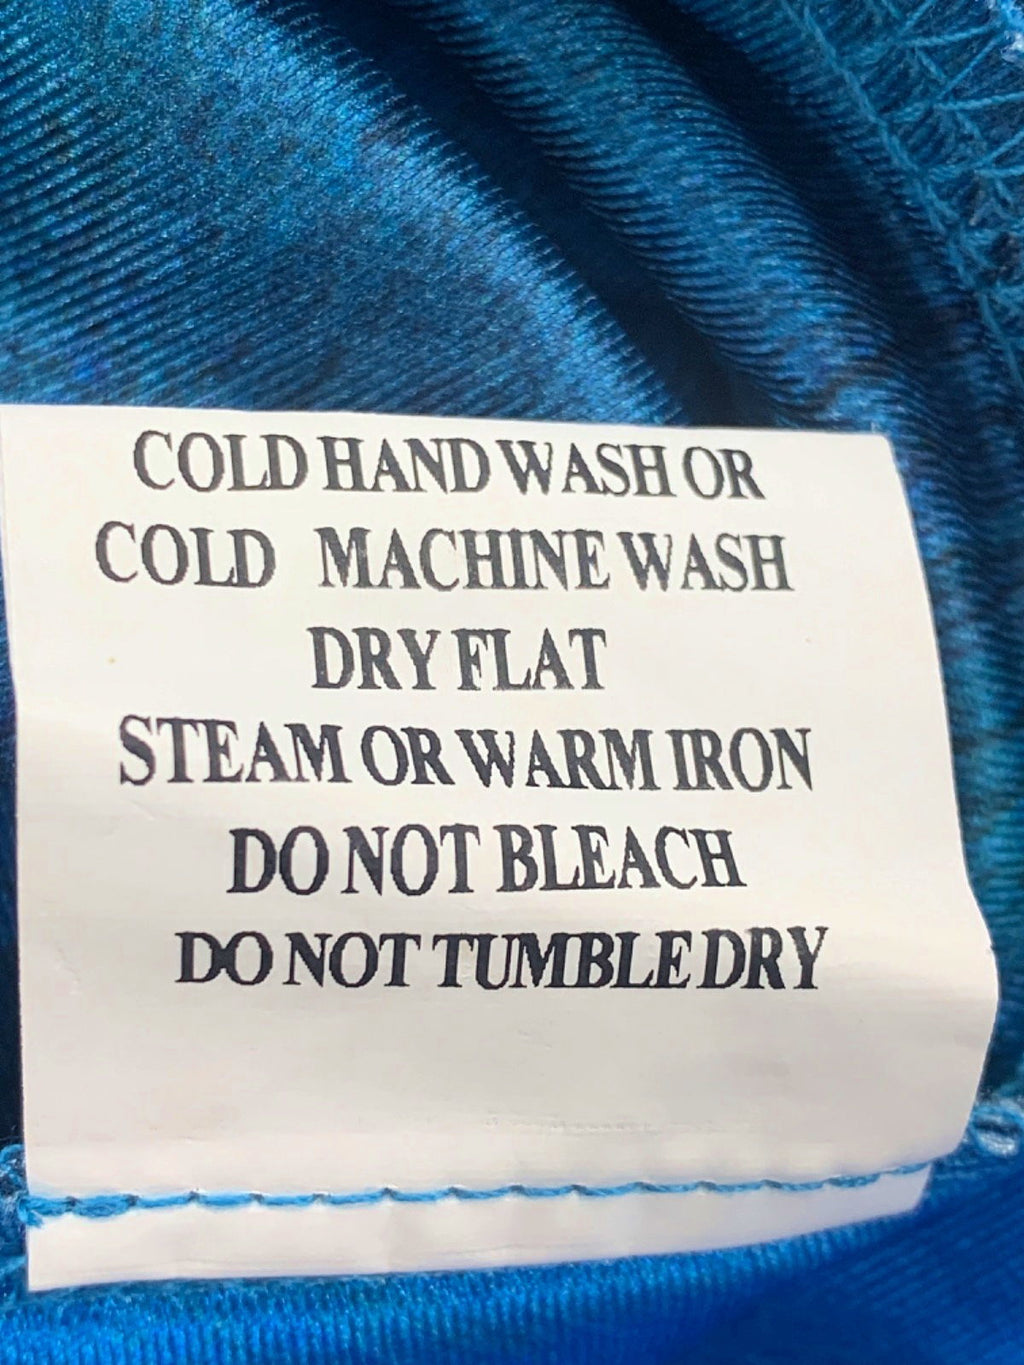 COLD HAND WASH OR
COLD MACHINE WASH
DRY FLAT
STEAM OR WARM IRON
DO NOT BLEACH
DO NOT TUMBLE DRY